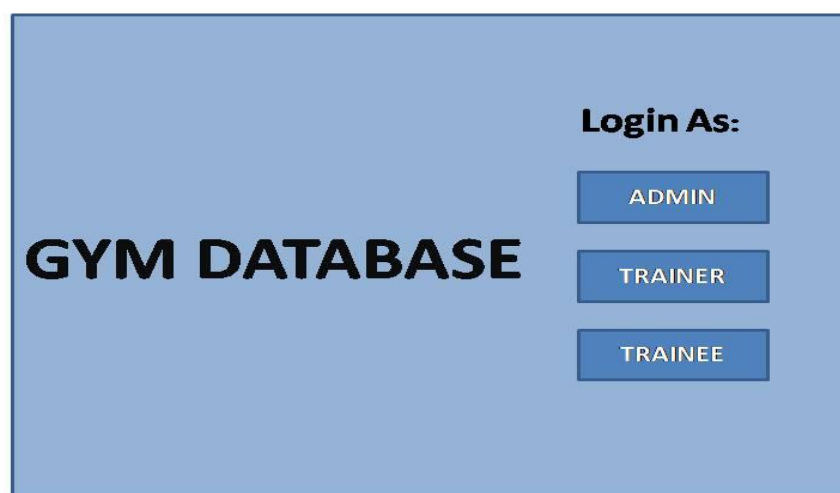 GYM DATABASE
Login As:
ADMIN
TRAINER
TRAINEE